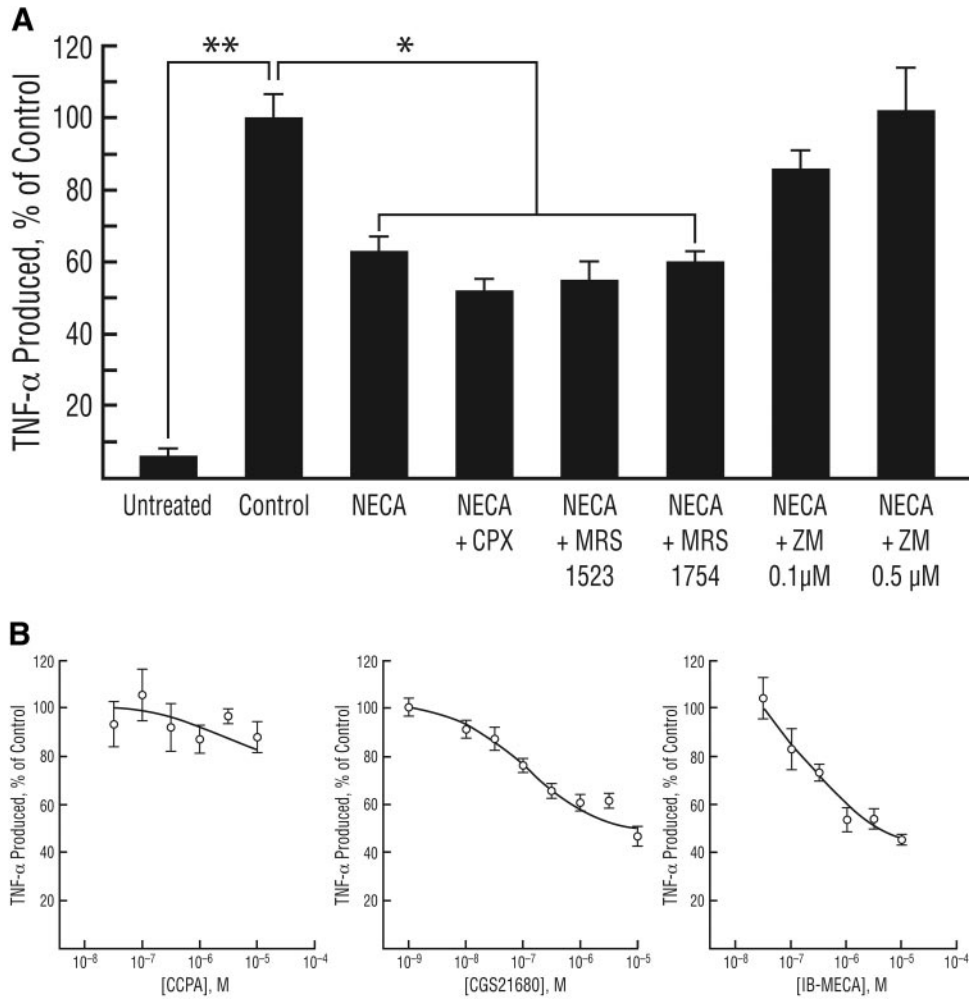 A
** *
TNF-α Produced, % of Control
120
100
80
60
40
20
Untreated Control NECA NECA NECA NECA NECA NECA
+ CPX + MRS + MRS + ZM + ZM
1523 1754 0.1µM 0.5 µM
B
TNF-α Produced, % of Control
120
100
80
60
40
20
10⁻⁸ 10⁻⁷ 10⁻⁶ 10⁻⁵ 10⁻⁴
[CCPA], M
TNF-α Produced, % of Control
120
100
80
60
40
20
10⁻⁹ 10⁻⁸ 10⁻⁷ 10⁻⁶ 10⁻⁵
[CGS21680], M
TNF-α Produced, % of Control
120
100
80
60
40
20
10⁻⁸ 10⁻⁷ 10⁻⁶ 10⁻⁵ 10⁻⁴
[IB-MECA], M